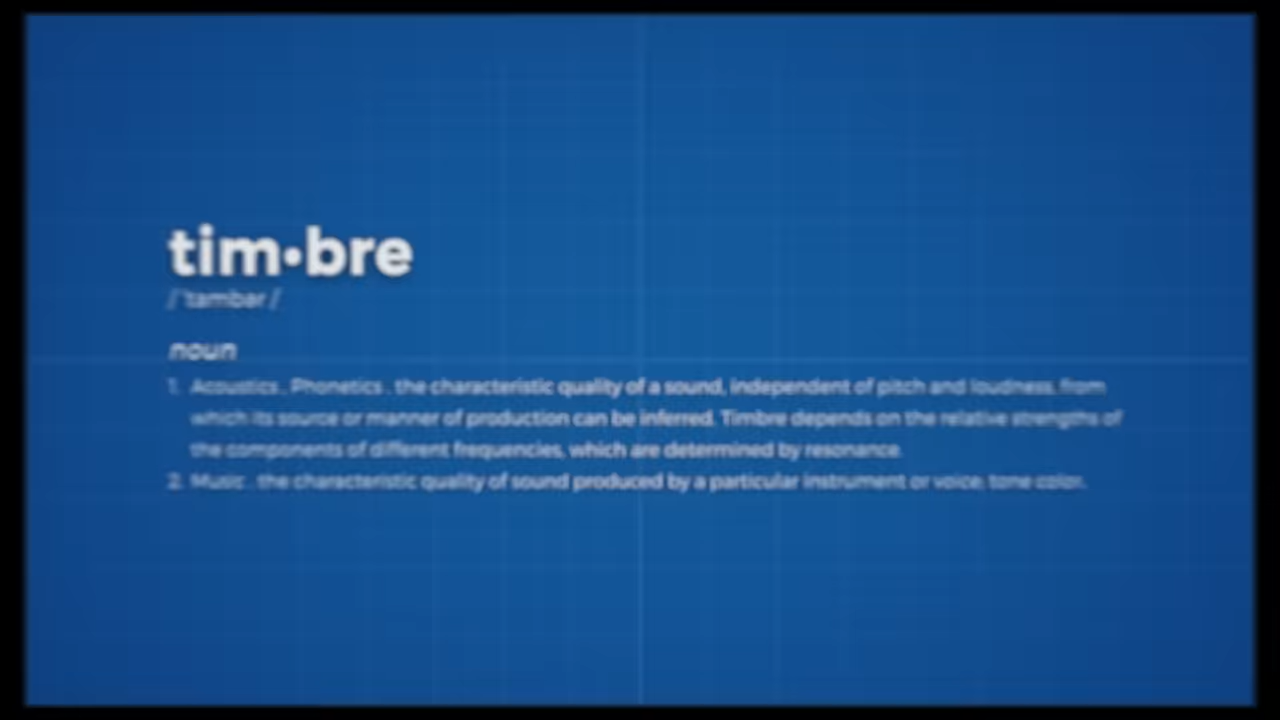 tim•bre
/ˈtambər/
noun
1. Acoustics, Phonetics. the characteristic quality of a sound, independent of pitch and loudness, from
which its source or manner of production can be inferred. Timbre depends on the relative strengths of
the components of different frequencies, which are determined by resonance.
2. Music. the characteristic quality of sound produced by a particular instrument or voice; tone color.